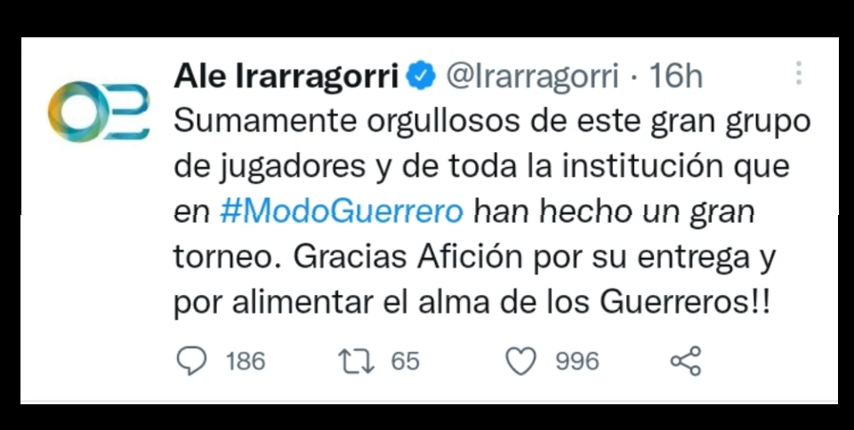 Ale Irarragorri @Irarragorri · 16h
Sumamente orgullosos de este gran grupo
de jugadores y de toda la institución que
en #ModoGuerrero han hecho un gran
torneo. Gracias Afición por su entrega y
por alimentar el alma de los Guerreros!!
186 65 996